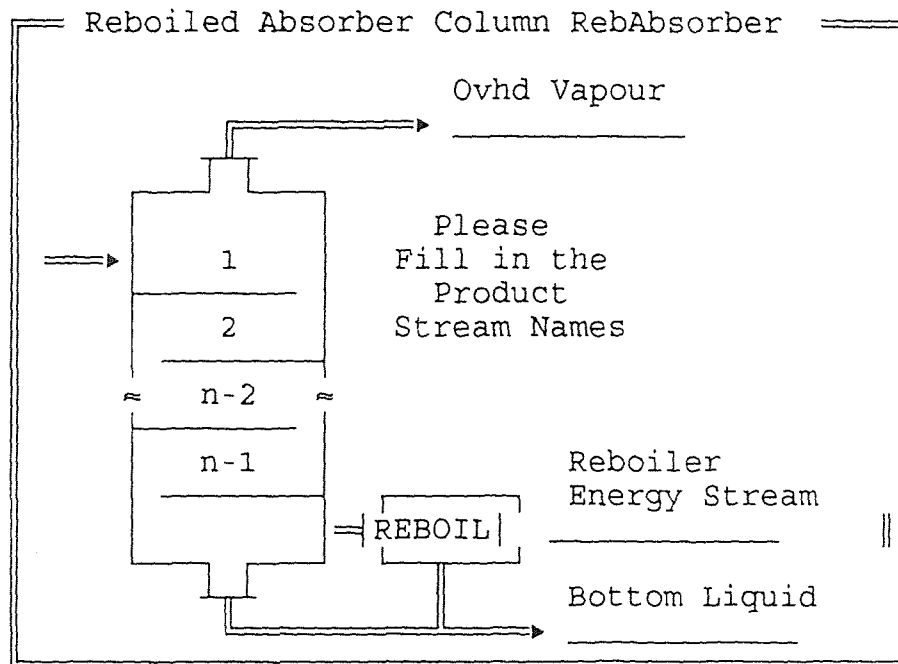 Reboiled Absorber Column RebAbsorber
Ovhd Vapour
Please
Fill in the
Product
Stream Names
1
2
≈ n-2 ≈
n-1
Reboiler
Energy Stream
REBOIL
Bottom Liquid